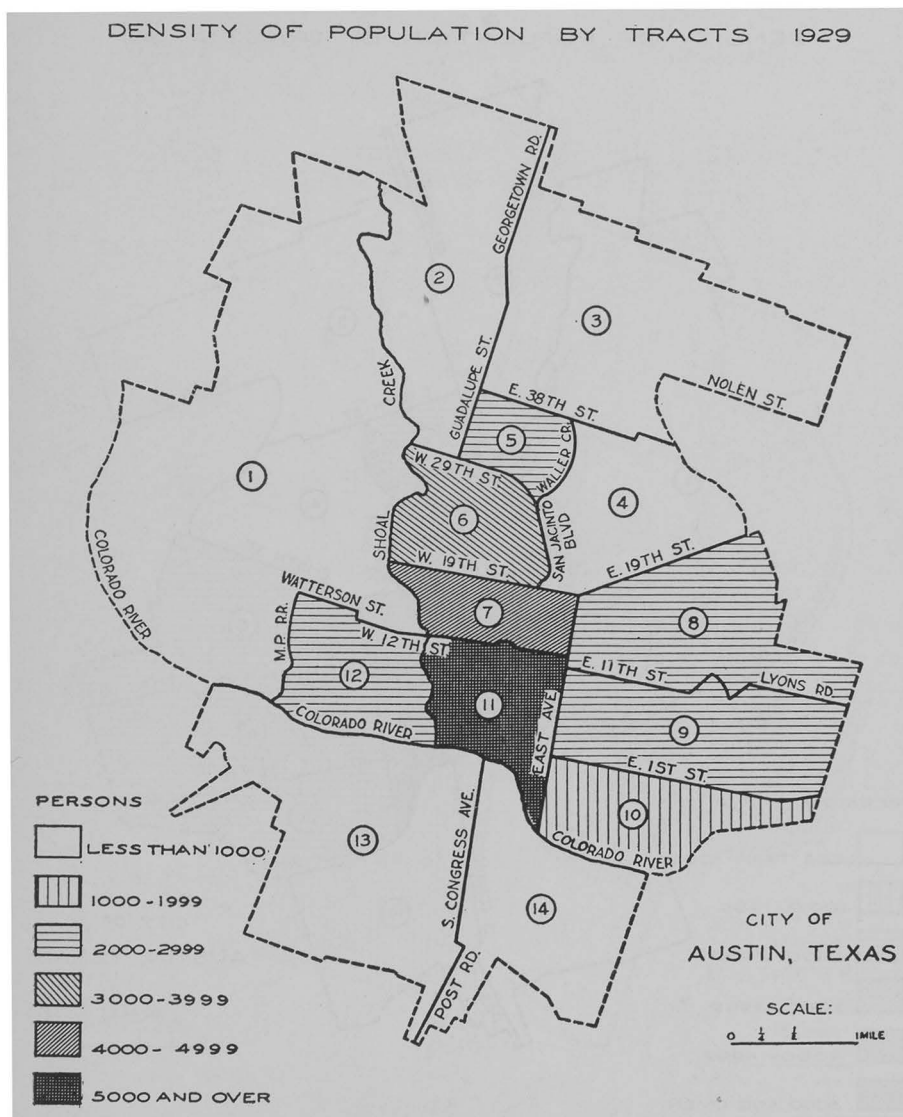 DENSITY OF POPULATION BY TRACTS 1929
GEORGETOWN RD.
2
3
CREEK
GUADALUPE ST.
E. 38TH ST.
NOLEN ST.
5
WALLER CR.
1
W. 29TH ST.
4
6
SAN JACINTO
BLVD
SHOAL
COLORADO RIVER
W. 19TH ST.
E. 19TH ST.
WATTERSON ST.
7
8
M.P. R.R.
W. 12TH ST.
E. 11TH ST.
LYONS RD.
12
11
EAST AVE.
9
COLORADO RIVER
E. 1ST ST.
10
COLORADO RIVER
13
S. CONGRESS AVE.
14
POST RD.
PERSONS
LESS THAN 1000
1000-1999
2000-2999
3000-3999
4000-4999
5000 AND OVER
CITY OF
AUSTIN, TEXAS
SCALE:
0 1MILE